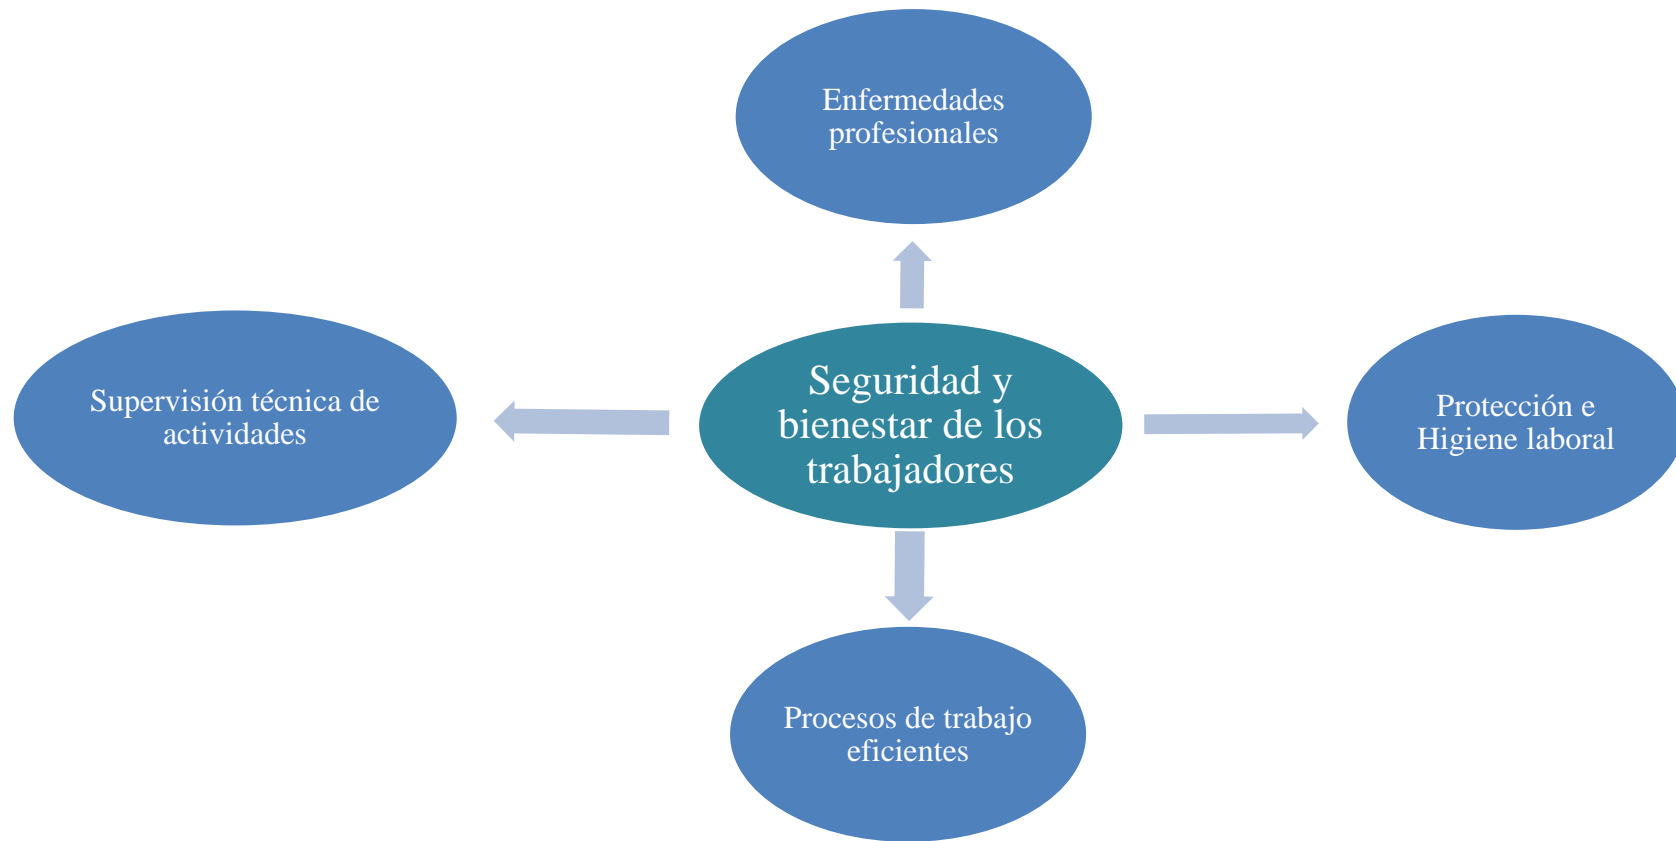 Enfermedades
profesionales
Supervisión técnica de
actividades
Seguridad y
bienestar de los
trabajadores
Protección e
Higiene laboral
Procesos de trabajo
eficientes